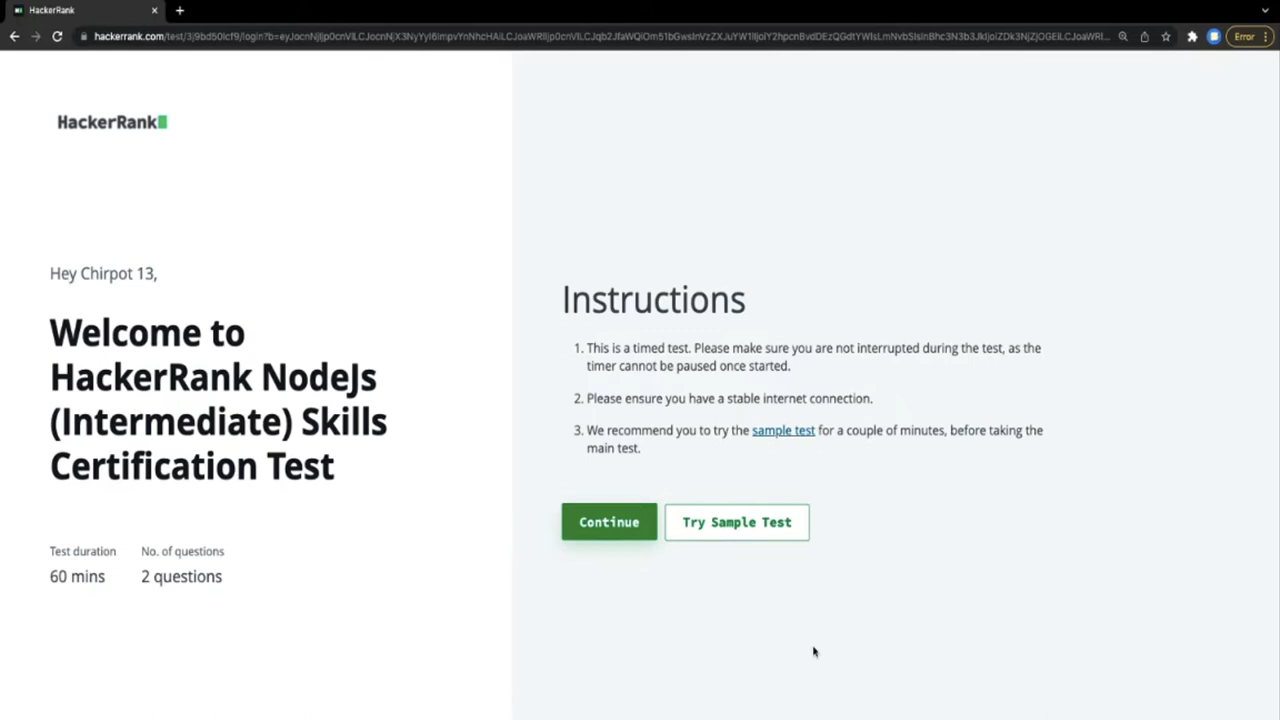 HackerRank
hackerrank.com/test/
Error
HackerRank
Hey Chirpot 13,
Welcome to
HackerRank NodeJs
(Intermediate) Skills
Certification Test
Test duration
No. of questions
60 mins
2 questions
Instructions
1. This is a timed test. Please make sure you are not interrupted during the test, as the
timer cannot be paused once started.
2. Please ensure you have a stable internet connection.
3. We recommend you to try the sample test for a couple of minutes, before taking the
main test.
Continue
Try Sample Test